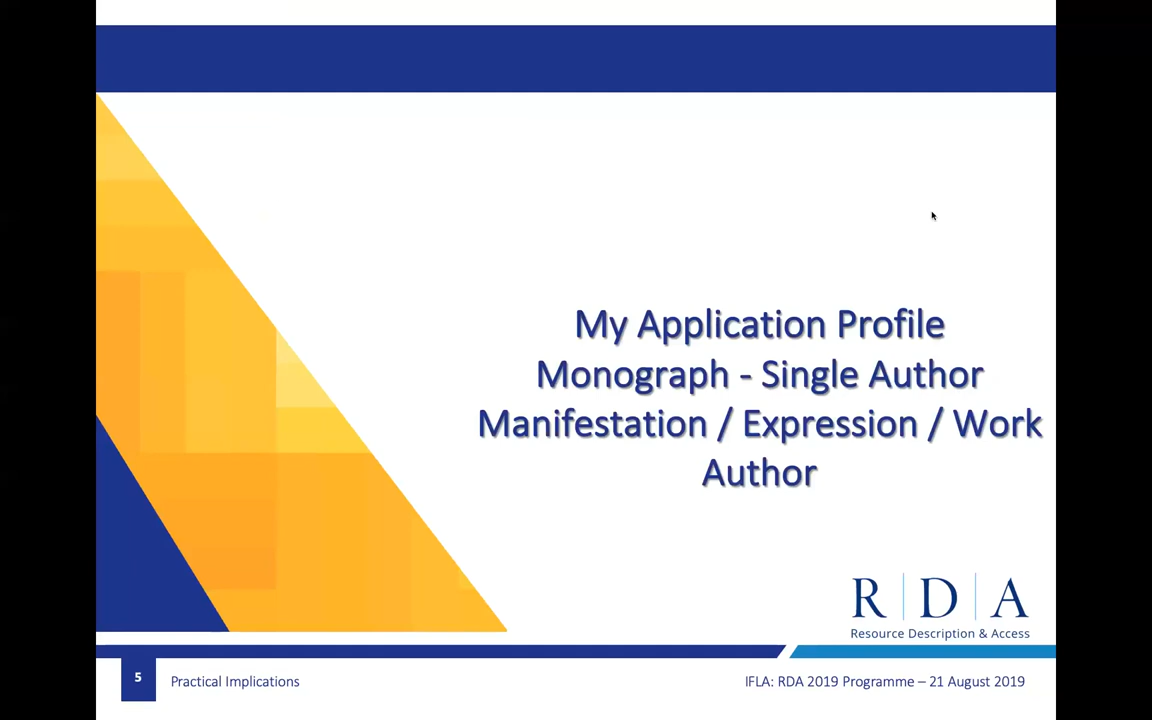 My Application Profile
Monograph - Single Author
Manifestation / Expression / Work
Author
R D A
Resource Description & Access
5
Practical Implications
IFLA: RDA 2019 Programme – 21 August 2019